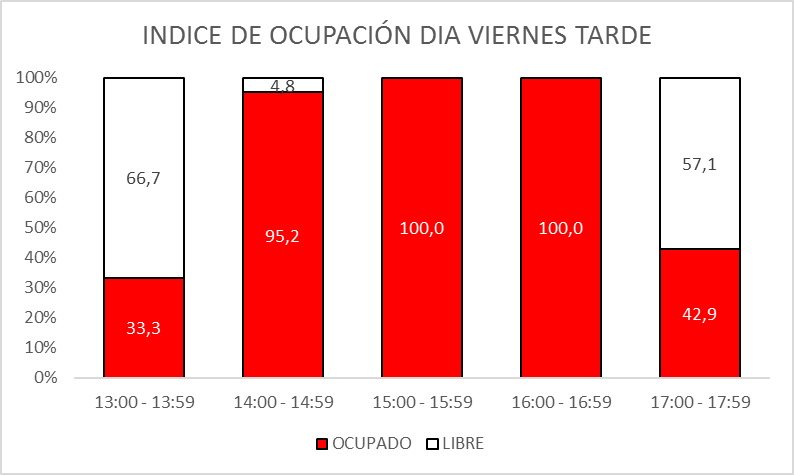 INDICE DE OCUPACIÓN DIA VIERNES TARDE
100%
90%
80%
70%
60%
50%
40%
30%
20%
10%
0%
66,7
33,3
4,8
95,2
100,0
100,0
57,1
42,9
13:00 - 13:59
14:00 - 14:59
15:00 - 15:59
16:00 - 16:59
17:00 - 17:59
OCUPADO
LIBRE